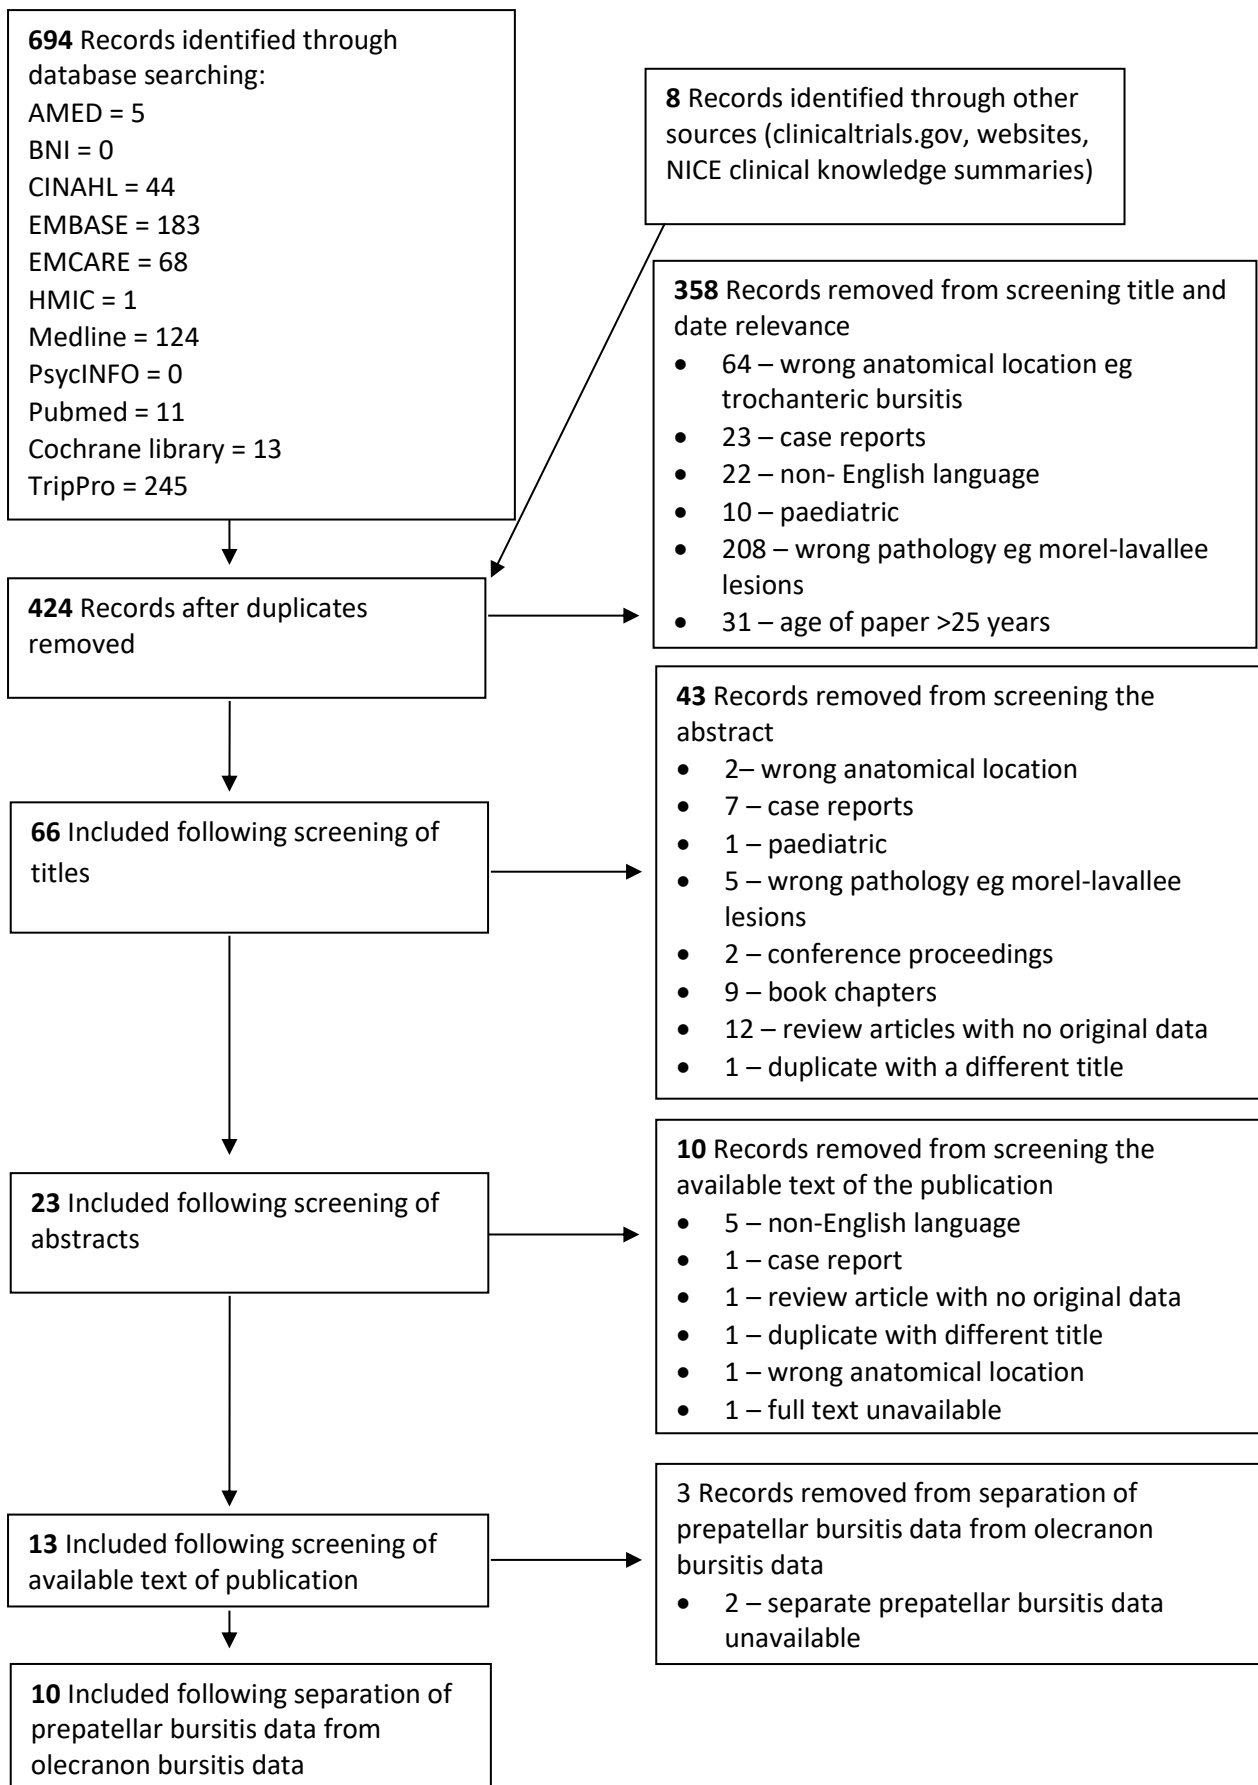 694 Records identified through
database searching:
AMED = 5
BNI = 0
CINAHL = 44
EMBASE = 183
EMCARE = 68
HMIC = 1
Medline = 124
PsycINFO = 0
Pubmed = 11
Cochrane library = 13
TripPro = 245
8 Records identified through other
sources (clinicaltrials.gov, websites,
NICE clinical knowledge summaries)
424 Records after duplicates
removed
358 Records removed from screening title and
date relevance
• 64 – wrong anatomical location eg
trochanteric bursitis
• 23 – case reports
• 22 – non- English language
• 10 – paediatric
• 208 – wrong pathology eg morel-lavallee
lesions
• 31 – age of paper >25 years
66 Included following screening of
titles
43 Records removed from screening the
abstract
• 2– wrong anatomical location
• 7 – case reports
• 1 – paediatric
• 5 – wrong pathology eg morel-lavallee
lesions
• 2 – conference proceedings
• 9 – book chapters
• 12 – review articles with no original data
• 1 – duplicate with a different title
23 Included following screening of
abstracts
10 Records removed from screening the
available text of the publication
• 5 – non-English language
• 1 – case report
• 1 – review article with no original data
• 1 – duplicate with different title
• 1 – wrong anatomical location
• 1 – full text unavailable
13 Included following screening of
available text of publication
3 Records removed from separation of
prepatellar bursitis data from olecranon
bursitis data
• 2 – separate prepatellar bursitis data
unavailable
10 Included following separation of
prepatellar bursitis data from
olecranon bursitis data